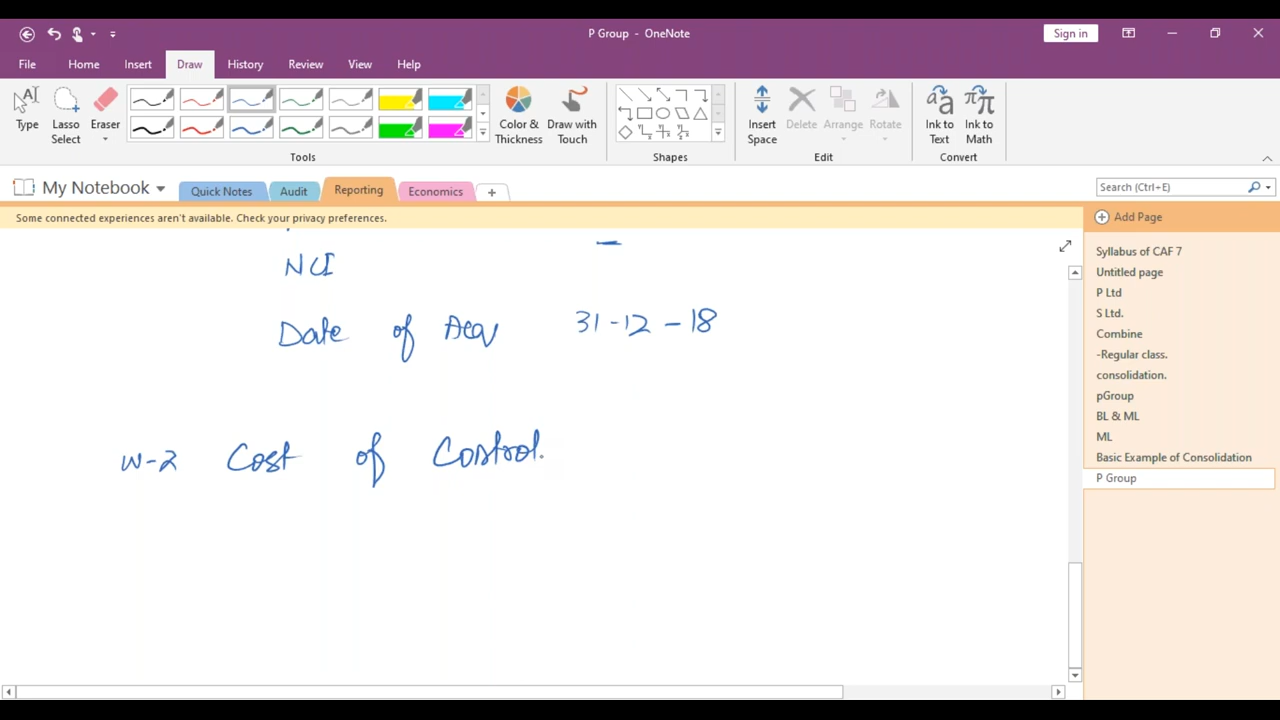 P Group - OneNote
Sign in
File Home Insert Draw History Review View Help
Type
Lasso Select
Eraser
Color & Thickness
Draw with Touch
Insert Space
Delete
Arrange
Rotate
Ink to Text
Ink to Math
Tools
Shapes
Edit
Convert
My Notebook
Quick Notes
Audit
Reporting
Economics
Search (Ctrl+E)
Some connected experiences aren't available. Check your privacy preferences.
Add Page
Syllabus of CAF 7
Untitled page
P Ltd
S Ltd.
Combine
-Regular class.
consolidation.
pGroup
BL & ML
ML
Basic Example of Consolidation
P Group
NCI —
Date of Acq 31-12-18
W-2 Cost of Control.